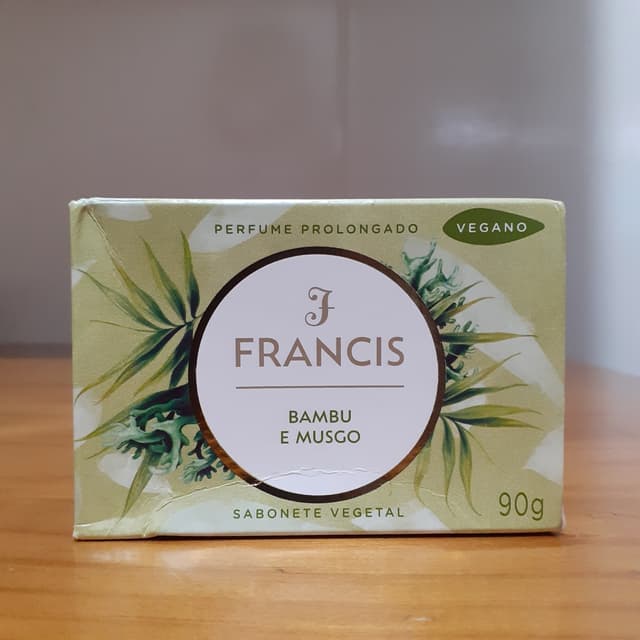 PERFUME PROLONGADO
VEGANO
F
FRANCIS
BAMBU
E MUSGO
SABONETE VEGETAL
90g